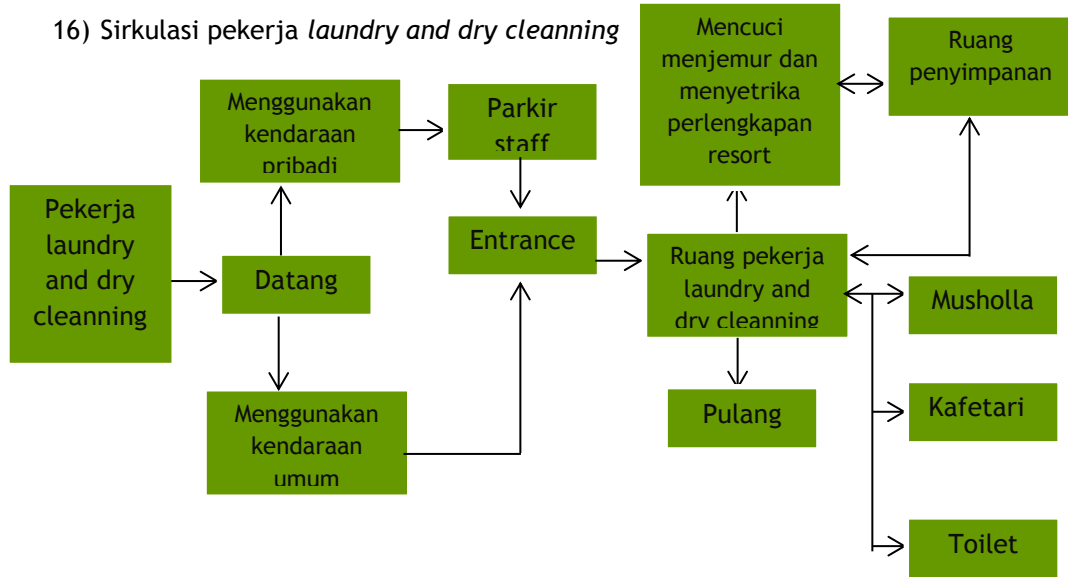 16) Sirkulasi pekerja laundry and dry cleanning
Menggunakan
kendaraan
pribadi
Parkir
staff
Mencuci
menjemur dan
menyetrika
perlengkapan
resort
Ruang
penyimpanan
Pekerja
laundry
and dry
cleanning
Datang
Entrance
Ruang pekerja
laundry and
dry cleanning
Musholla
Menggunakan
kendaraan
umum
Pulang
Kafetari
Toilet